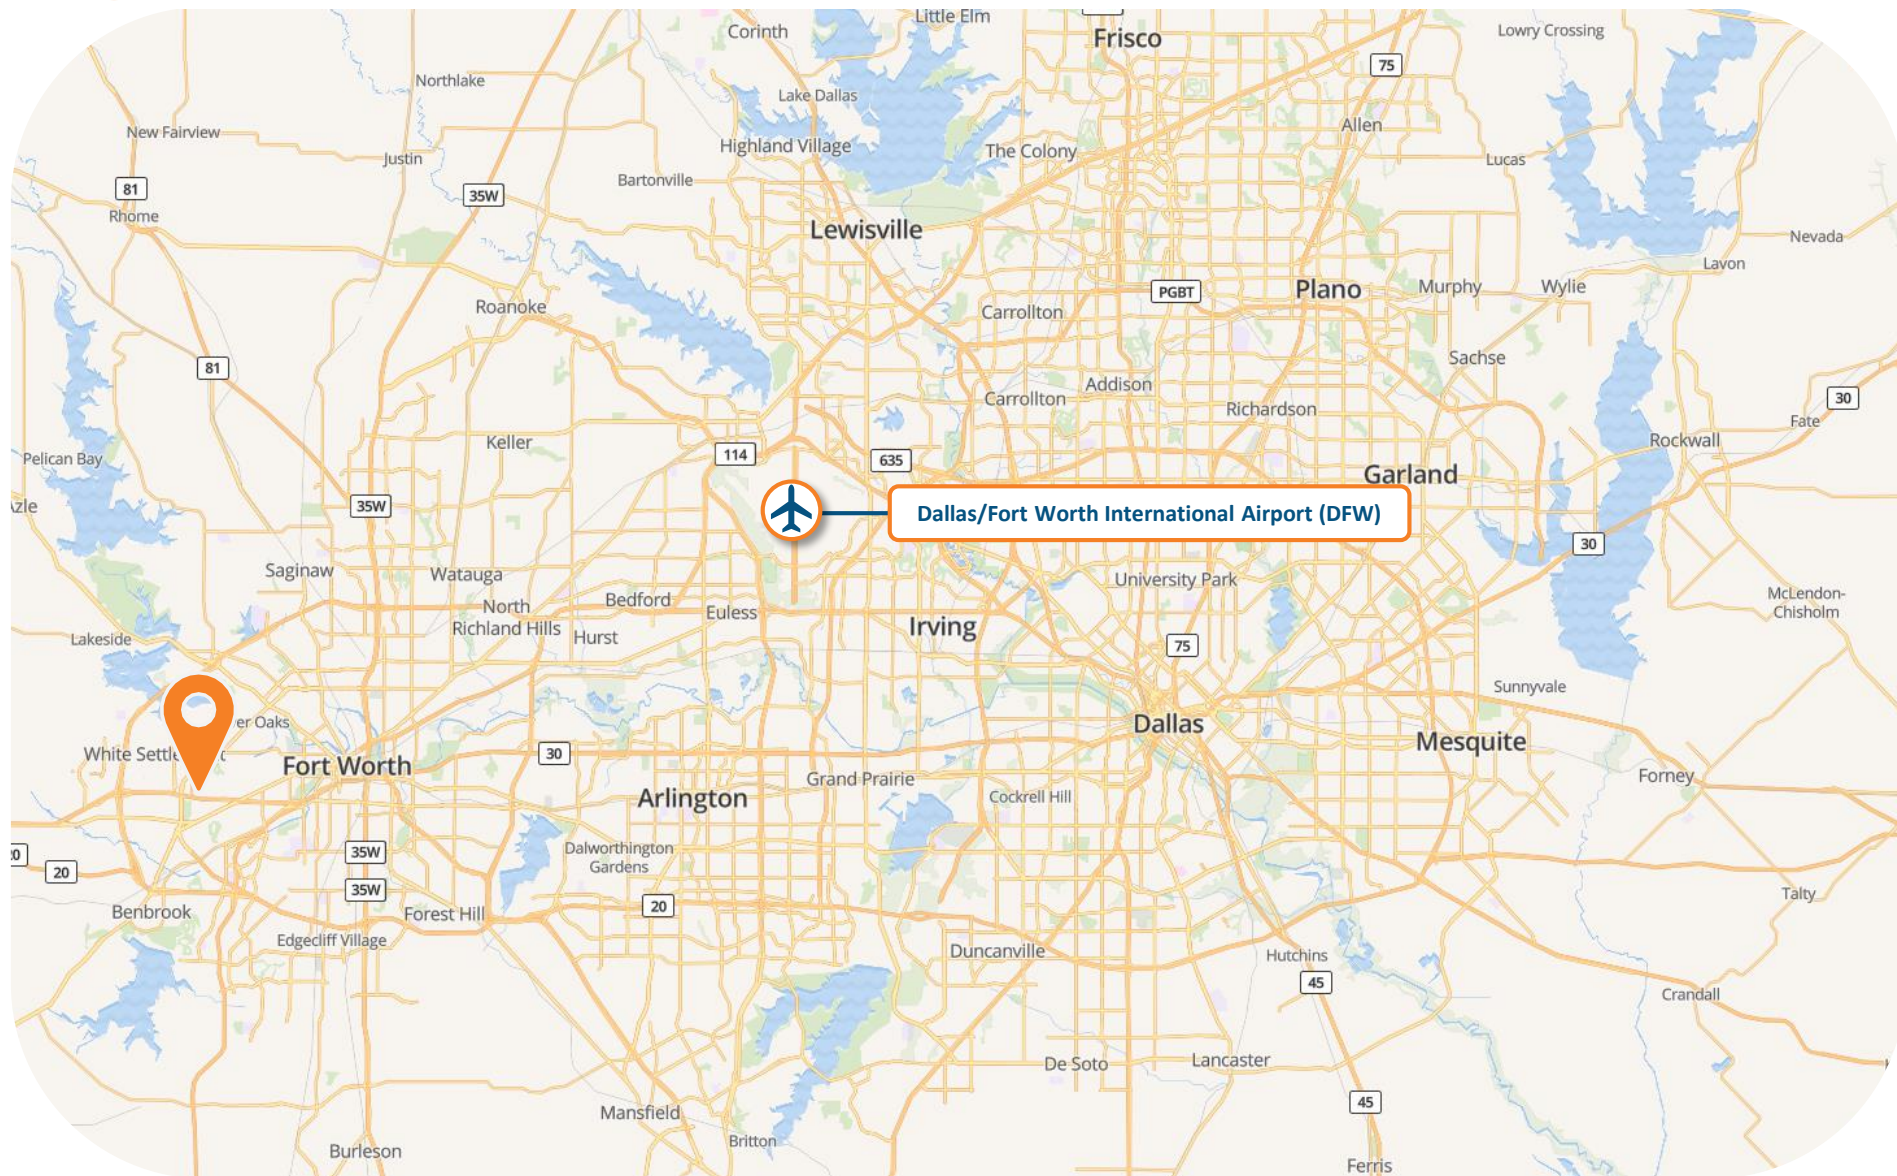 Little Elm
Corinth
Frisco
Lowry Crossing
75
Northlake
Lake Dallas
Allen
New Fairview
Highland Village
The Colony
Justin
Lucas
Bartonville
81
35W
Rhome
Lewisville
Nevada
Lavon
Plano
Murphy
Wylie
PGBT
Roanoke
Carrollton
Sachse
81
Addison
Carrollton
Richardson
30
Fate
Keller
Rockwall
114
635
Pelican Bay
Garland
35W
Dallas/Fort Worth International Airport (DFW)
30
Saginaw
Watauga
University Park
Bedford
North
Richland Hills
Euless
McLendon-
Chisholm
Irving
Lakeside
Hurst
75
Sunnyvale
er Oaks
Dallas
White Settle t
30
Mesquite
Fort Worth
Grand Prairie
Forney
Arlington
Cockrell Hill
35W
Dalworthington
Gardens
20
35W
Talty
Benbrook
Forest Hill
20
Edgecliff Village
Duncanville
Hutchins
45
Crandall
De Soto
Lancaster
45
Mansfield
Britton
Burleson
Ferris